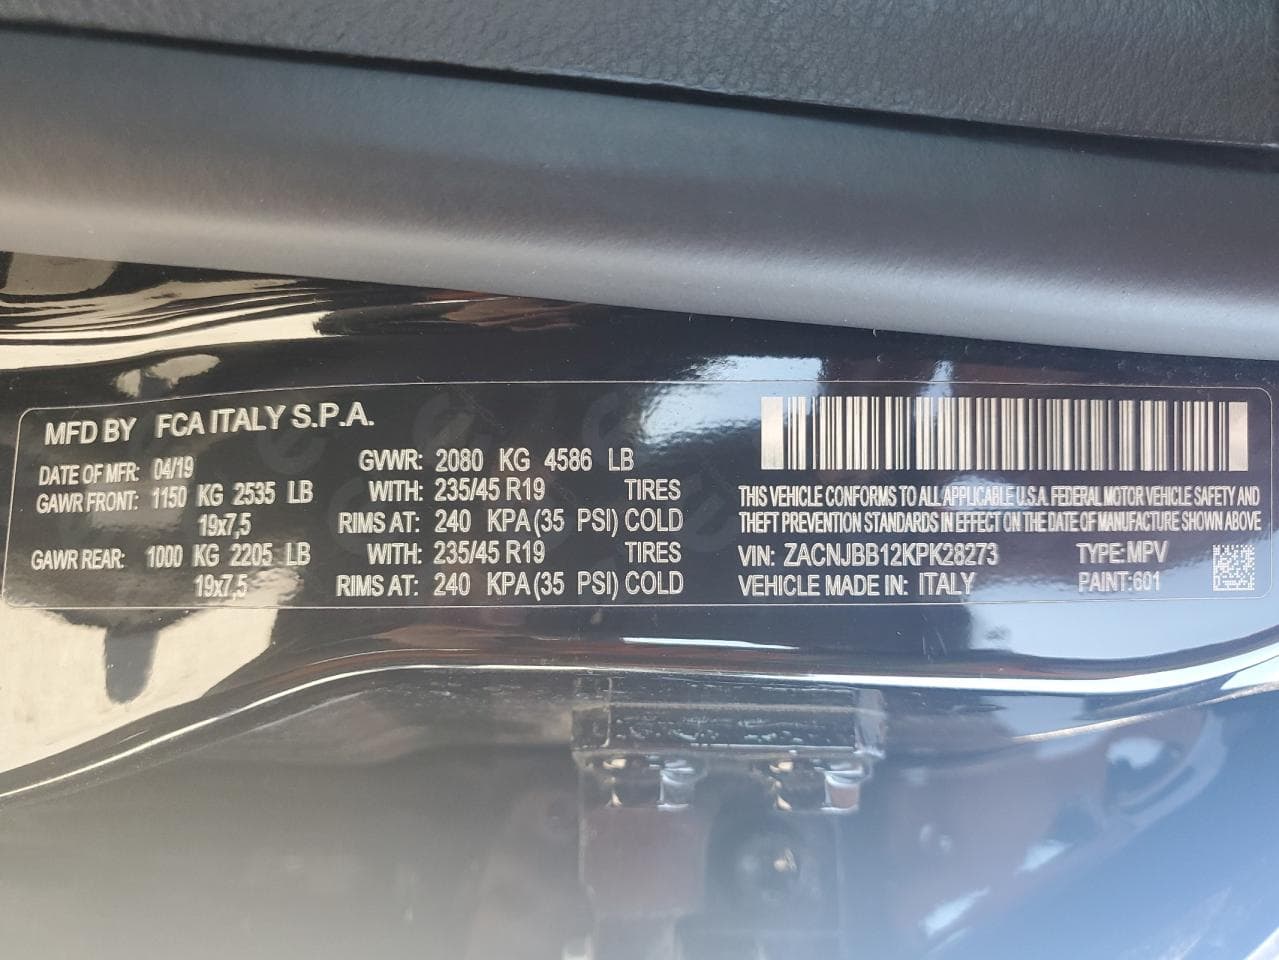 MFD BY FCA ITALY S.P.A.
DATE OF MFR: 04/19 GVWR: 2080 KG 4586 LB
GAWR FRONT: 1150 KG 2535 LB WITH: 235/45 R19 TIRES
19x7,5 RIMS AT: 240 KPA(35 PSI) COLD
GAWR REAR: 1000 KG 2205 LB WITH: 235/45 R19 TIRES
19x7,5 RIMS AT: 240 KPA(35 PSI) COLD
THIS VEHICLE CONFORMS TO ALL APPLICABLE U.S.A. FEDERAL MOTOR VEHICLE SAFETY AND
THEFT PREVENTION STANDARDS IN EFFECT ON THE DATE OF MANUFACTURE SHOWN ABOVE
VIN: ZACNJBB12KPK28273 TYPE: MPV
VEHICLE MADE IN: ITALY PAINT:601